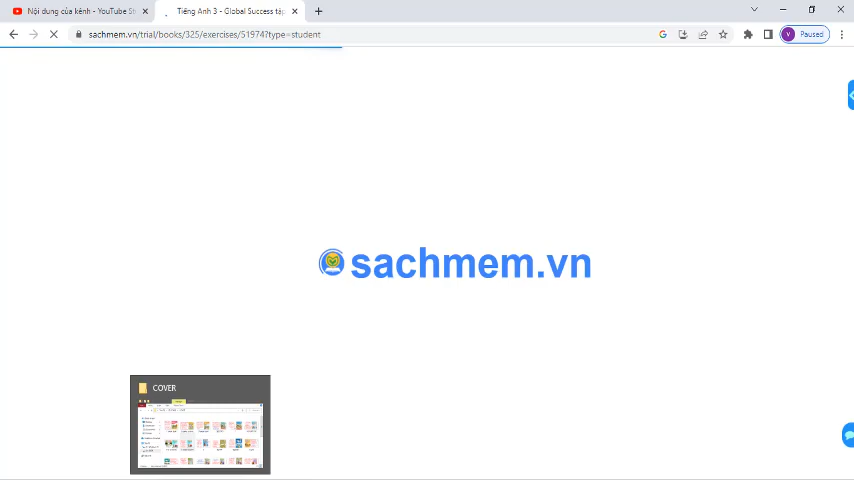 Nội dung của kênh - YouTube St
Tiếng Anh 3 - Global Success tập
sachmem.vn/trial/books/325/exercises/51974?type=student
V
Paused
sachmem.vn
COVER